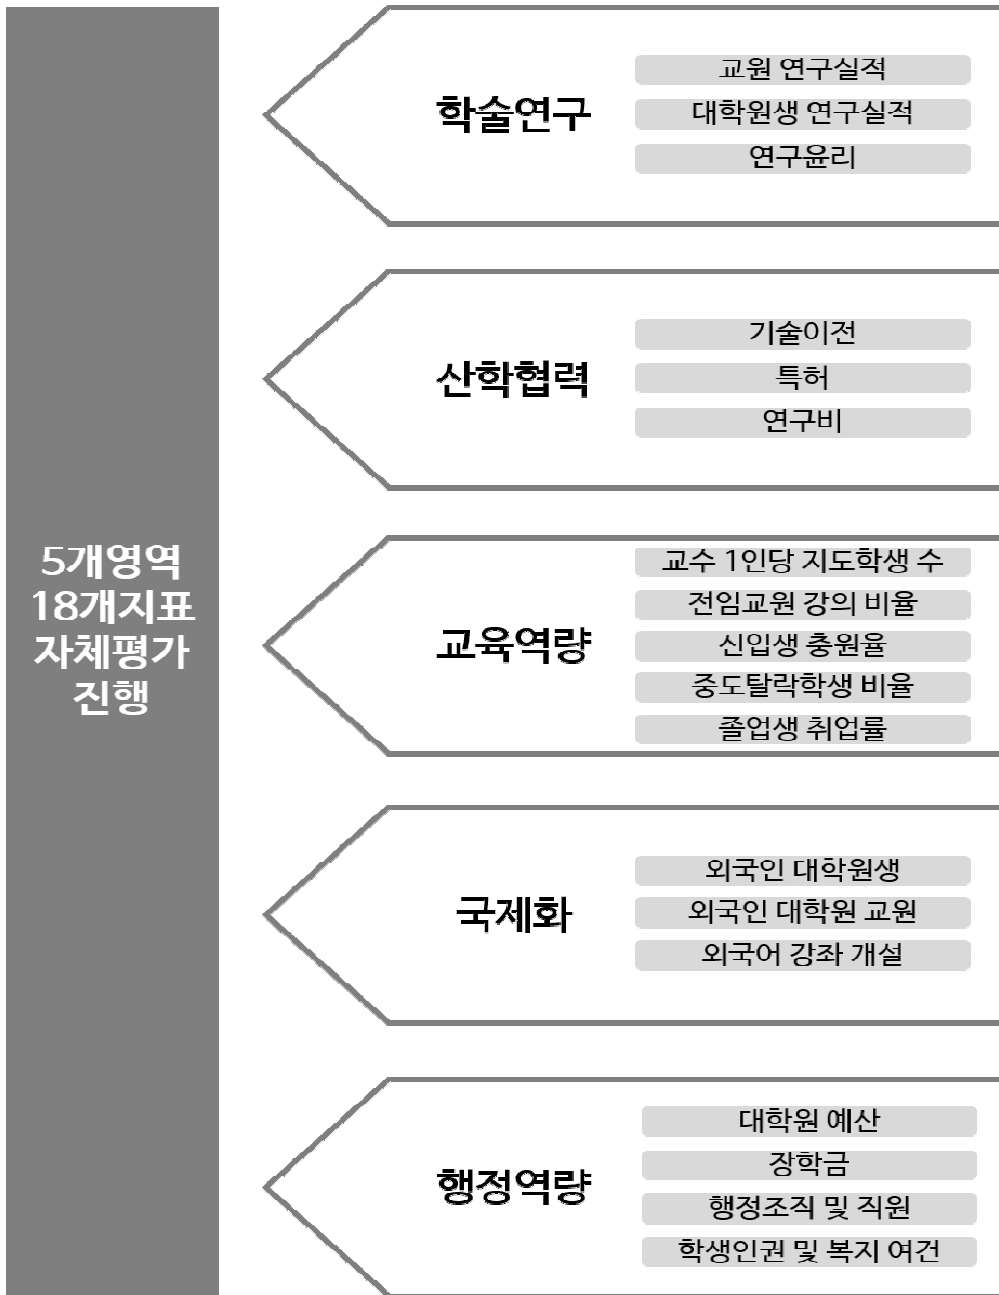 5개영역
18개지표
자체평가
진행
학술연구
교원 연구실적
대학원생 연구실적
연구윤리
산학협력
기술이전
특허
연구비
교육역량
교수 1인당 지도학생 수
전임교원 강의 비율
신입생 충원율
중도탈락학생 비율
졸업생 취업률
국제화
외국인 대학원생
외국인 대학원 교원
외국어 강좌 개설
행정역량
대학원 예산
장학금
행정조직 및 직원
학생인권 및 복지 여건